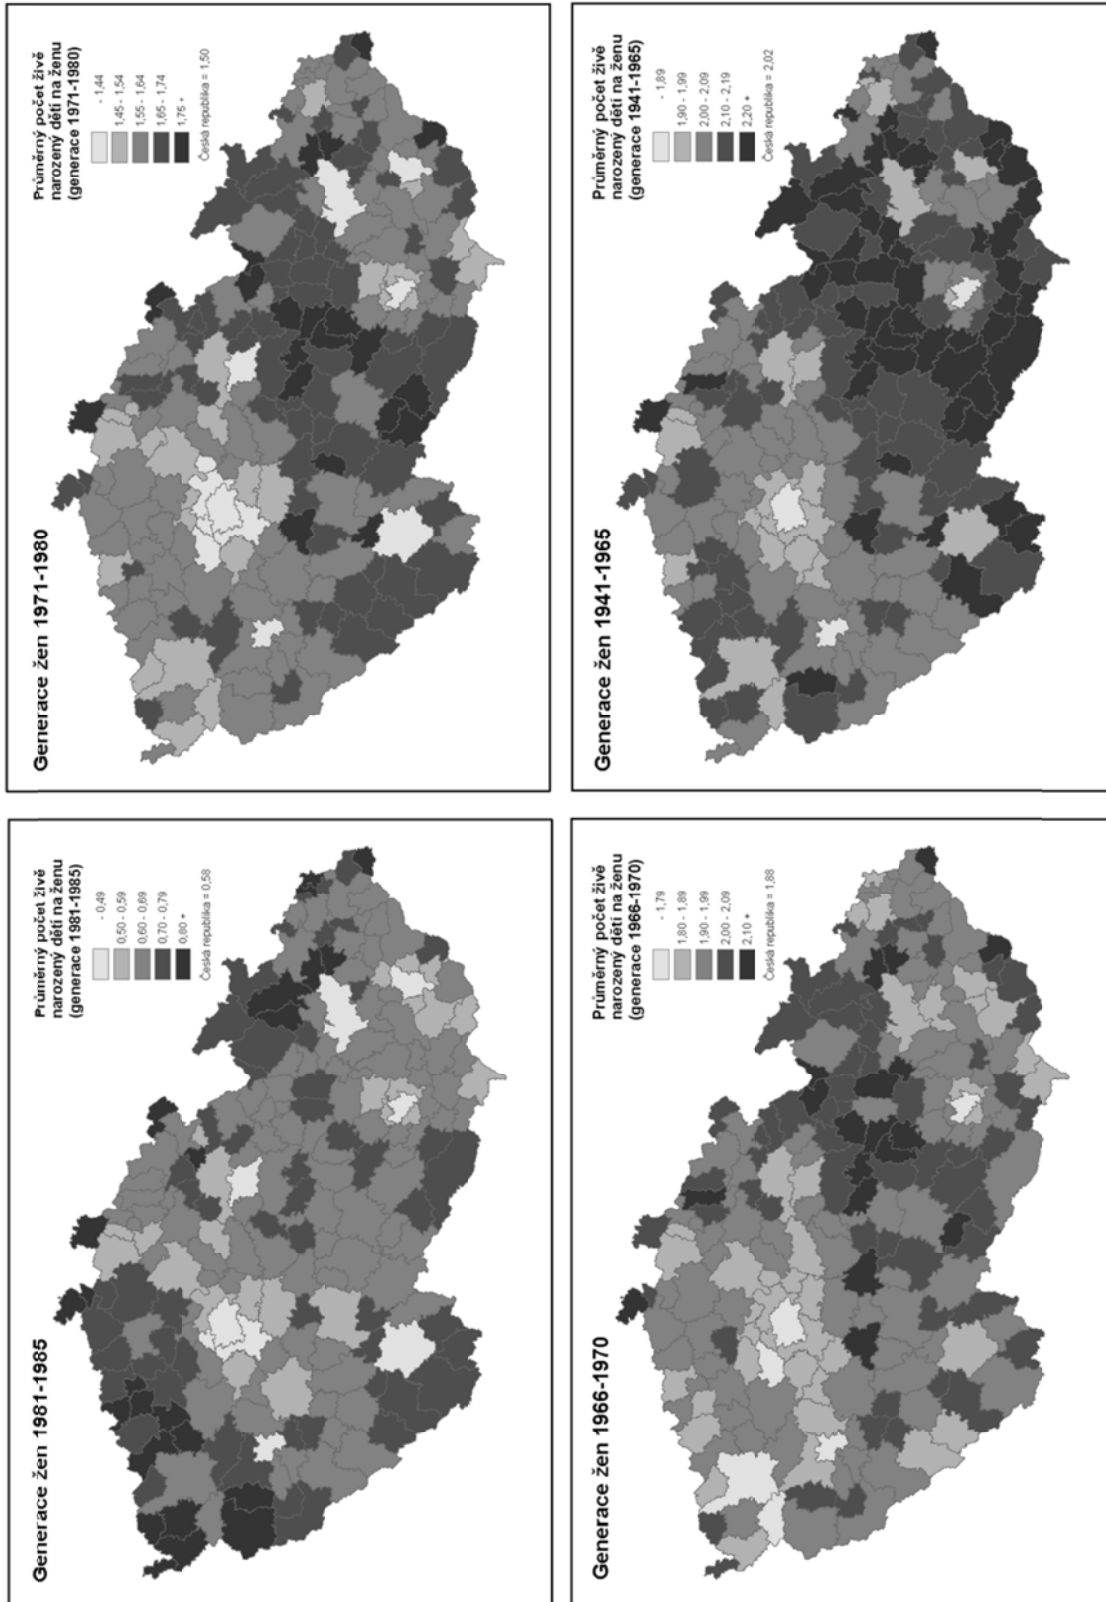 Generace žen 1981-1985
Průměrný počet živě
narozený dětí na ženu
(generace 1981-1985)
- 0,49
0,50 - 0,59
0,60 - 0,69
0,70 - 0,79
0,80 +
Česká republika = 0,58
Generace žen 1971-1980
Průměrný počet živě
narozený dětí na ženu
(generace 1971-1980)
- 1,44
1,45 - 1,54
1,55 - 1,64
1,65 - 1,74
1,75 +
Česká republika = 1,50
Generace žen 1966-1970
Průměrný počet živě
narozený dětí na ženu
(generace 1966-1970)
- 1,79
1,80 - 1,89
1,90 - 1,99
2,00 - 2,09
2,10 +
Česká republika = 1,88
Generace žen 1941-1965
Průměrný počet živě
narozený dětí na ženu
(generace 1941-1965)
- 1,89
1,90 - 1,99
2,00 - 2,09
2,10 - 2,19
2,20 +
Česká republika = 2,02